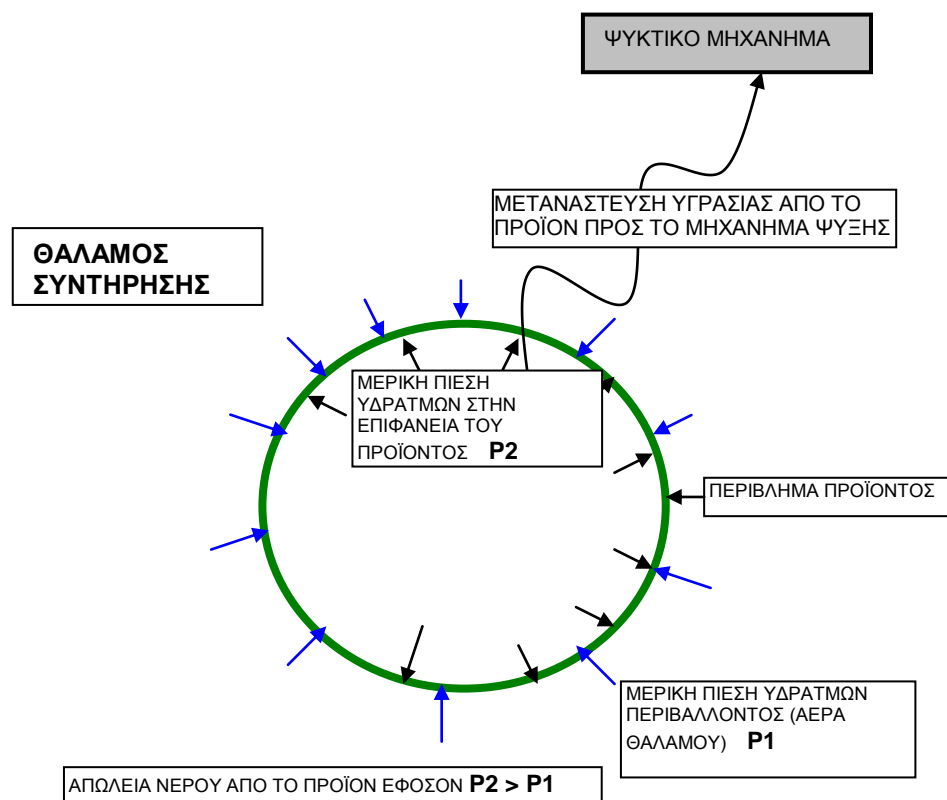 ΨΥΚΤΙΚΟ ΜΗΧΑΝΗΜΑ
ΜΕΤΑΝΑΣΤΕΥΣΗ ΥΓΡΑΣΙΑΣ ΑΠΟ ΤΟ
ΠΡΟΪΟΝ ΠΡΟΣ ΤΟ ΜΗΧΑΝΗΜΑ ΨΥΞΗΣ
ΘΑΛΑΜΟΣ
ΣΥΝΤΗΡΗΣΗΣ
ΜΕΡΙΚΗ ΠΙΕΣΗ
ΥΔΡΑΤΜΩΝ ΣΤΗΝ
ΕΠΙΦΑΝΕΙΑ ΤΟΥ
ΠΡΟΪΟΝΤΟΣ P2
ΠΕΡΙΒΛΗΜΑ ΠΡΟΪΟΝΤΟΣ
ΜΕΡΙΚΗ ΠΙΕΣΗ ΥΔΡΑΤΜΩΝ
ΠΕΡΙΒΑΛΛΟΝΤΟΣ (ΑΕΡΑ
ΘΑΛΑΜΟΥ) P1
ΑΠΩΛΕΙΑ ΝΕΡΟΥ ΑΠΟ ΤΟ ΠΡΟΪΟΝ ΕΦΟΣΟΝ P2 > P1